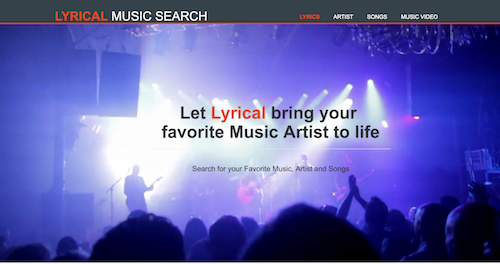 LYRICAL MUSIC SEARCH
LYRICS ARTIST SONGS MUSIC VIDEO
Let Lyrical bring your
favorite Music Artist to life
Search for your Favorite Music, Artist and Songs